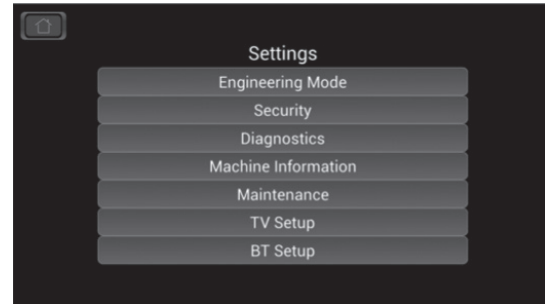 Settings
Engineering Mode
Security
Diagnostics
Machine Information
Maintenance
TV Setup
BT Setup